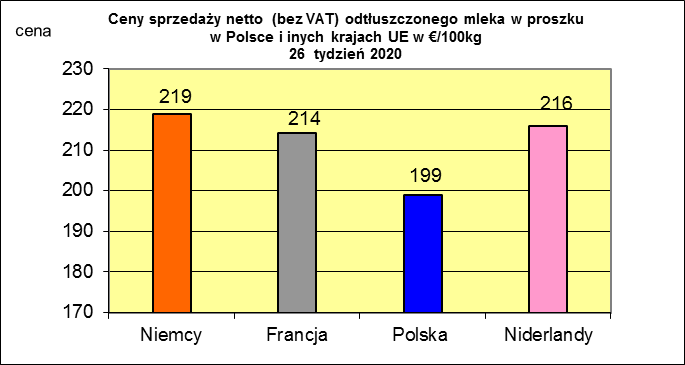 Ceny sprzedaży netto (bez VAT) odtłuszczonego mleka w proszku
w Polsce i inych krajach UE w €/100kg
26 tydzień 2020
cena
230
220
210
200
190
180
170
219
214
199
216
Niemcy
Francja
Polska
Niderlandy